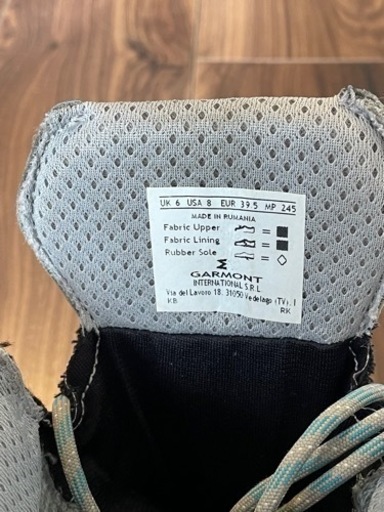 UK 6 USA 8 EUR 39.5 MP 245
MADE IN RUMANIA
Fabric Upper =
Fabric Lining =
Rubber Sole =
GARMONT
INTERNATIONAL S.R.L.
Via del Lavoro 18. 31050 Vedelago (TV). I
KB RK